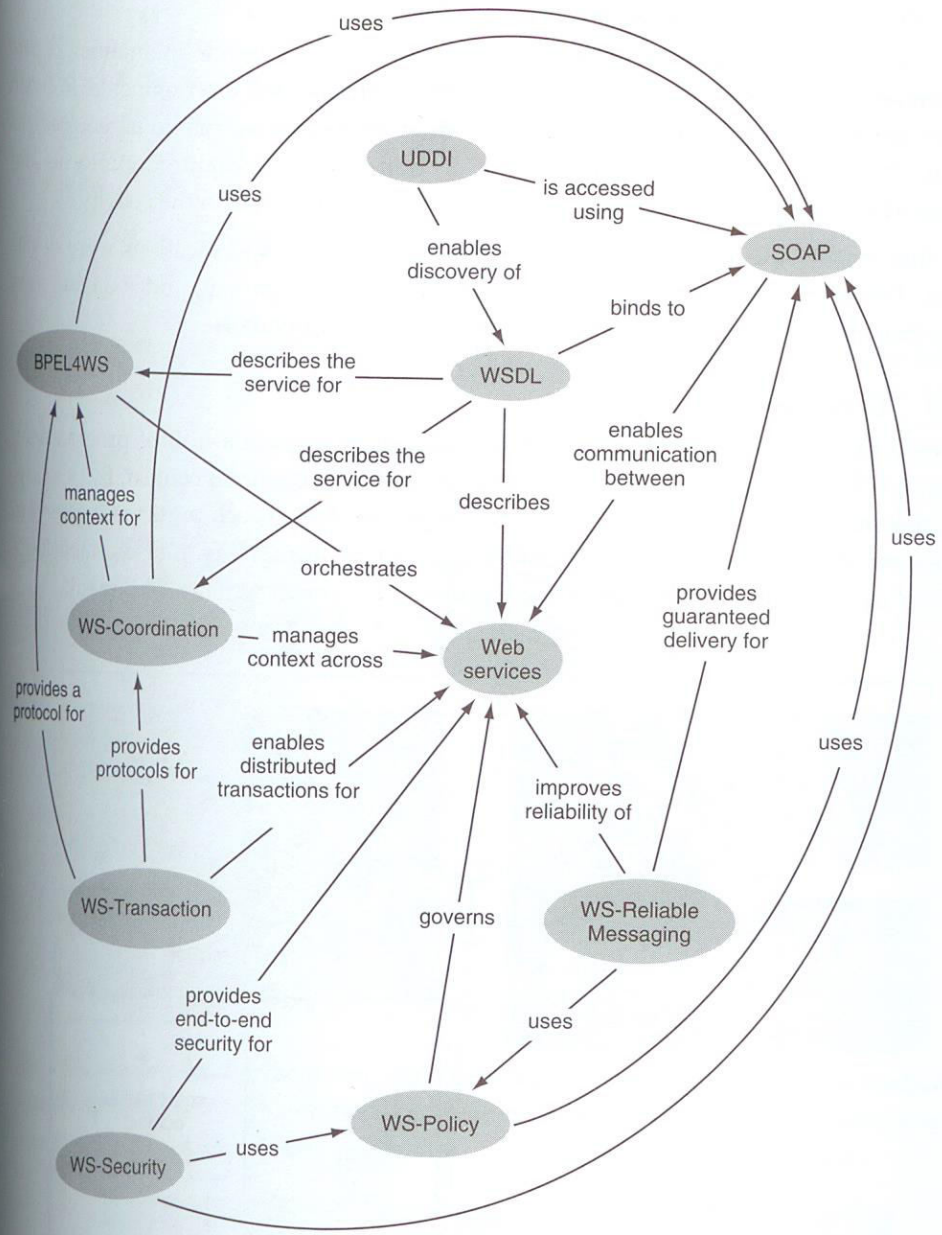 uses
UDDI
uses
is accessed
using
SOAP
enables
discovery of
binds to
BPEL4WS
describes the
service for
WSDL
enables
communication
between
describes the
service for
manages
context for
describes
uses
orchestrates
provides
guaranteed
delivery for
WS-Coordination
manages
context across
Web
services
provides a
protocol for
provides
protocols for
enables
distributed
transactions for
uses
improves
reliability of
WS-Transaction
governs
WS-Reliable
Messaging
provides
end-to-end
security for
uses
WS-Policy
uses
WS-Security